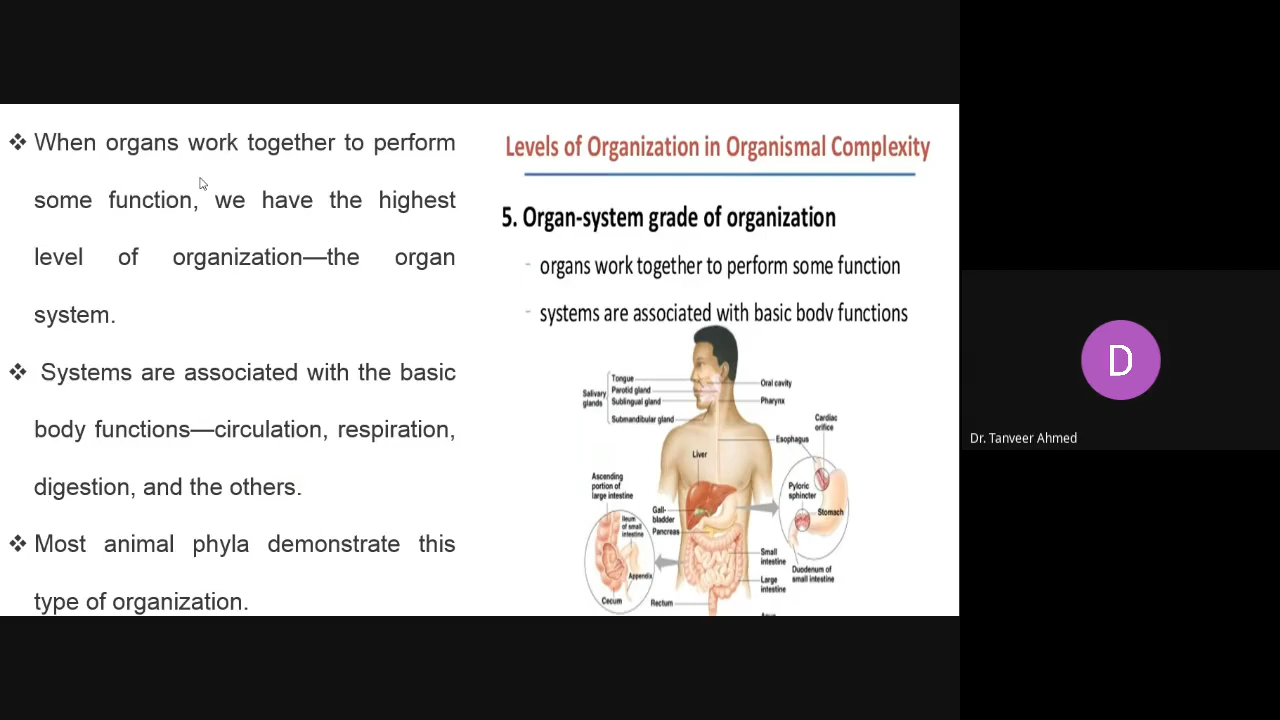 ❖ When organs work together to perform
some function, we have the highest
level of organization—the organ
system.
❖ Systems are associated with the basic
body functions—circulation, respiration,
digestion, and the others.
❖ Most animal phyla demonstrate this
type of organization.
Levels of Organization in Organismal Complexity
5. Organ-system grade of organization
- organs work together to perform some function
- systems are associated with basic body functions
Salivary
glands
Tongue
Parotid gland
Sublingual gland
Submandibular gland
Oral cavity
Pharynx
Esophagus
Cardiac
orifice
Liver
Ascending
portion of
large intestine
Ileum
of small
intestine
Appendix
Cecum
Gall-
bladder
Pancreas
Rectum
Pyloric
sphincter
Stomach
Duodenum of
small intestine
Small
intestine
Large
intestine
D
Dr. Tanveer Ahmed